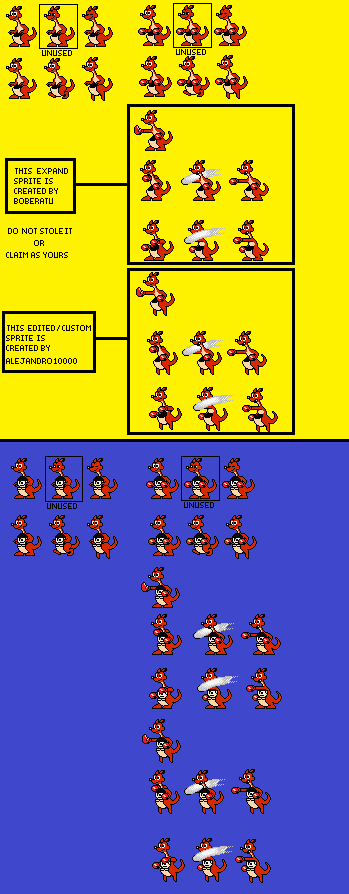 UNUSED
UNUSED
THIS EXPAND
SPRITE IS
CREATED BY
BOBERATU
DO NOT STOLE IT
OR
CLAIM AS YOURS
THIS EDITED/CUSTOM
SPRITE IS
CREATED BY
ALEJANDRO10000
UNUSED
UNUSED